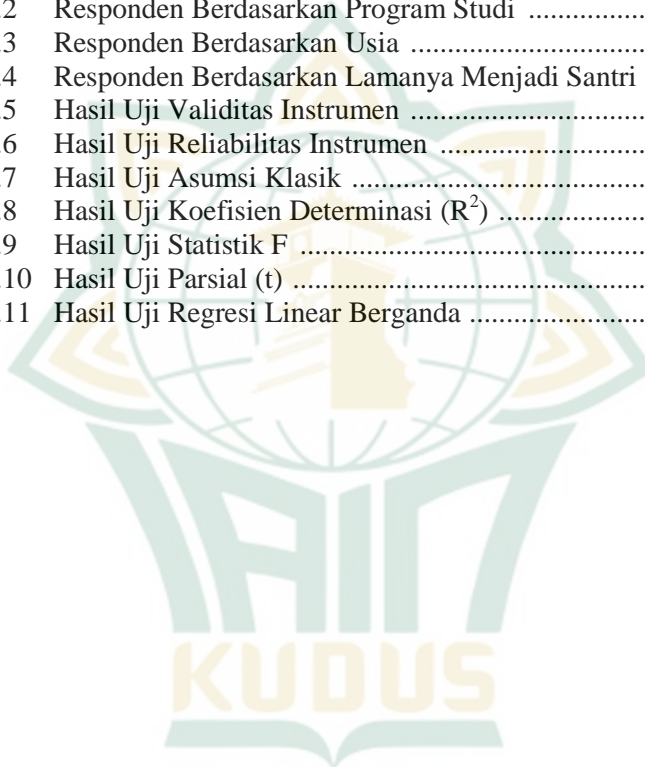 .2 Responden Berdasarkan Program Studi ..................
.3 Responden Berdasarkan Usia ....................................
.4 Responden Berdasarkan Lamanya Menjadi Santri
.5 Hasil Uji Validitas Instrumen ....................................
.6 Hasil Uji Reliabilitas Instrumen ...............................
.7 Hasil Uji Asumsi Klasik ............................................
.8 Hasil Uji Koefisien Determinasi (R²) ......................
.9 Hasil Uji Statistik F ....................................................
.10 Hasil Uji Parsial (t) .....................................................
.11 Hasil Uji Regresi Linear Berganda ..........................
IAIN
KUDUS